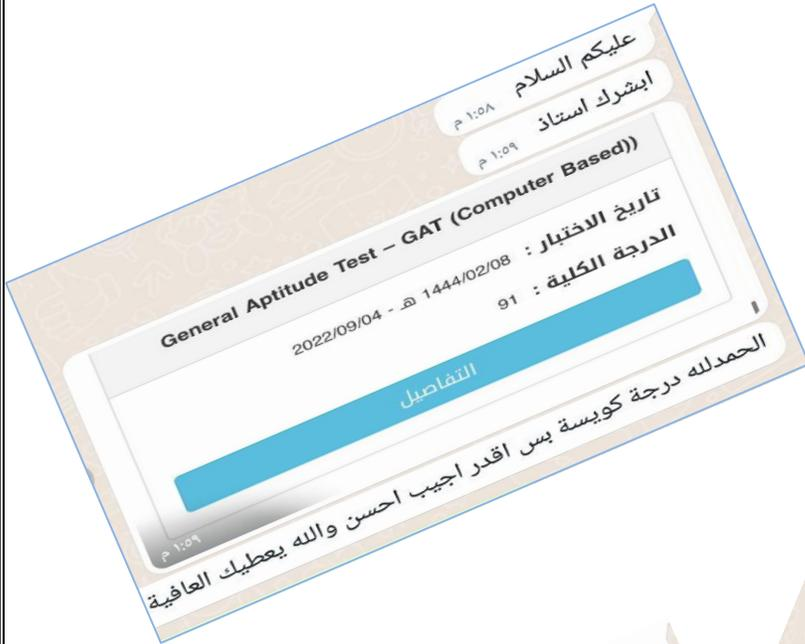 عليكم السلام
١:٥٨ م
ابشرك استاذ
١:٥٩ م
General Aptitude Test – GAT (Computer Based))
تاريخ الاختبار : 1444/02/08 هـ - 2022/09/04
الدرجة الكلية : 91
التفاصيل
١:٥٩ م
الحمدلله درجة كويسة بس اقدر اجيب احسن والله يعطيك العافية